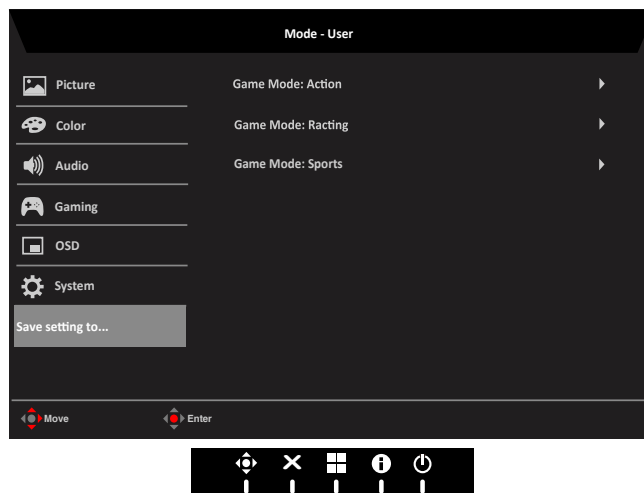 Mode - User
Picture
Game Mode: Action
Color
Game Mode: Racting
Audio
Game Mode: Sports
Gaming
OSD
System
Save setting to...
Move
Enter